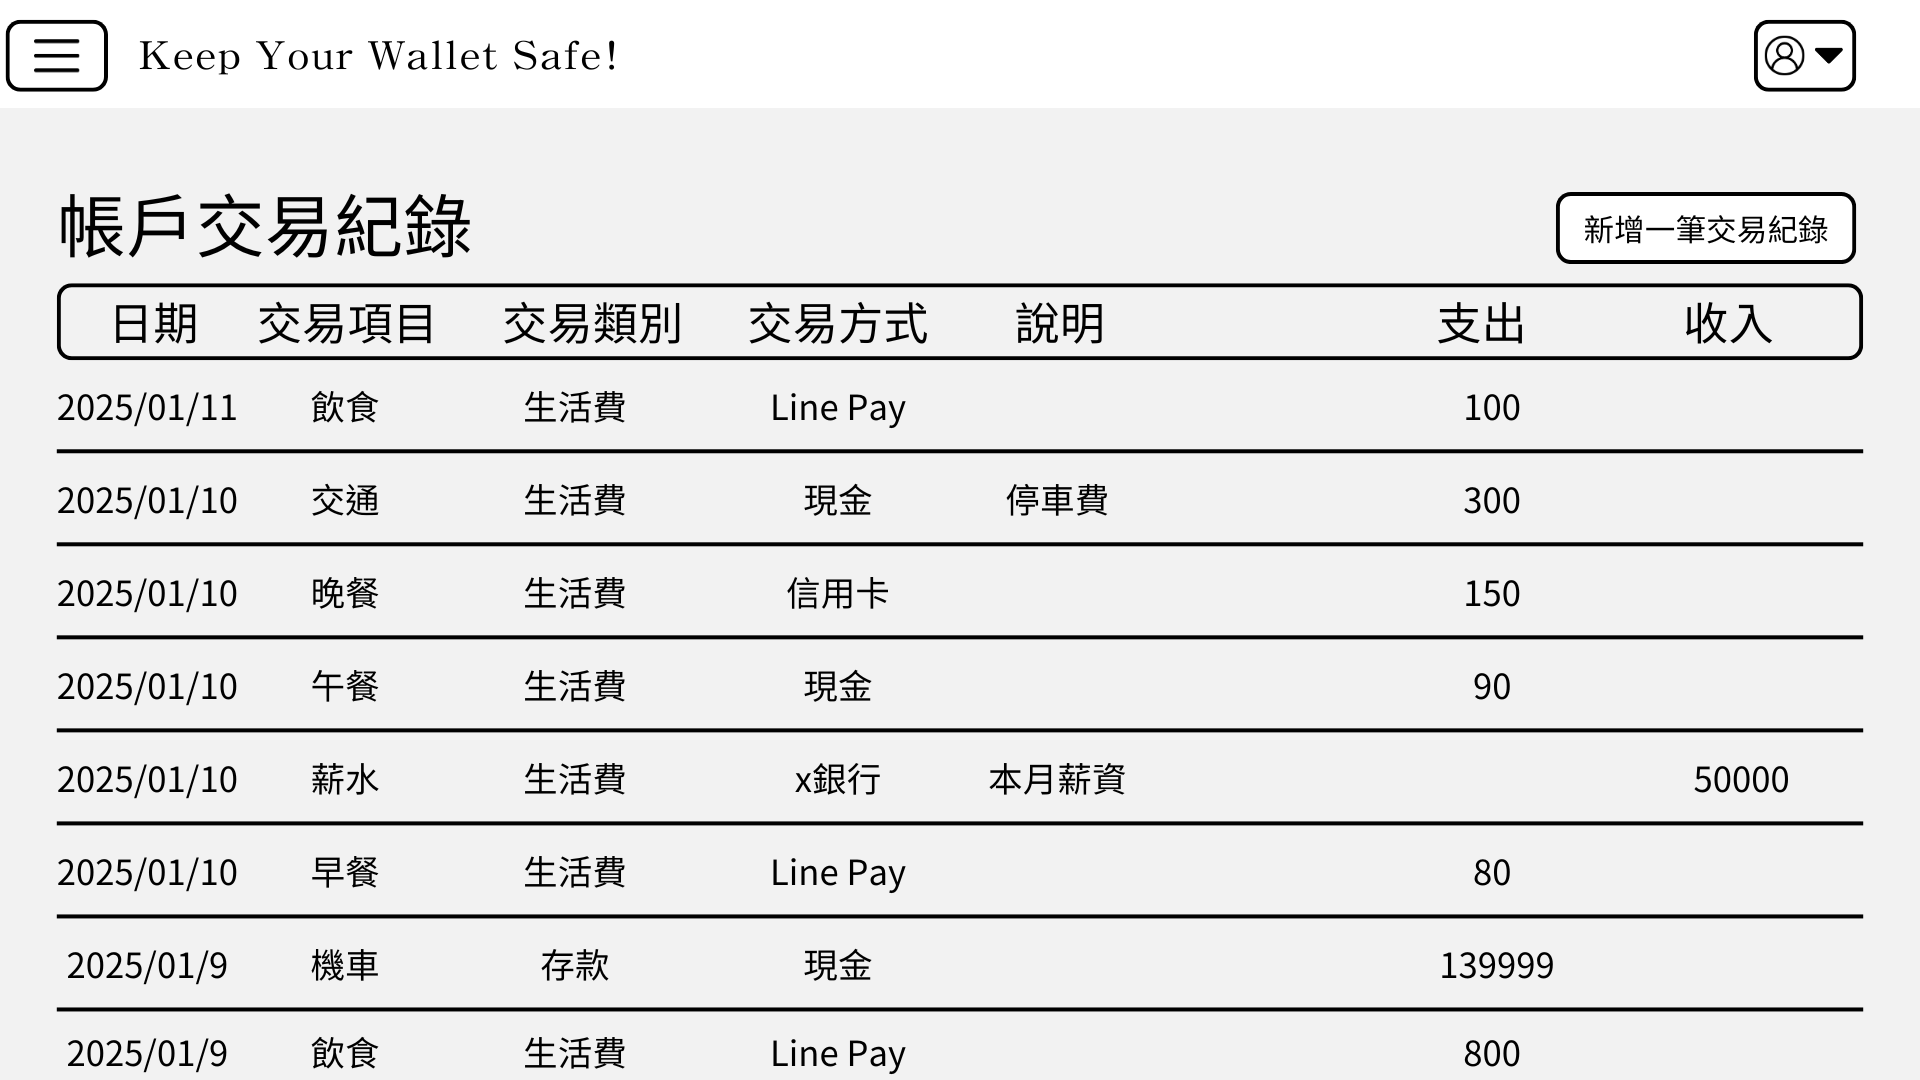 Keep Your Wallet Safe!
帳戶交易紀錄
新增一筆交易紀錄
日期 交易項目 交易類別 交易方式 說明 支出 收入
2025/01/11 飲食 生活費 Line Pay 100
2025/01/10 交通 生活費 現金 停車費 300
2025/01/10 晚餐 生活費 信用卡 150
2025/01/10 午餐 生活費 現金 90
2025/01/10 薪水 生活費 x銀行 本月薪資 50000
2025/01/10 早餐 生活費 Line Pay 80
2025/01/9 機車 存款 現金 139999
2025/01/9 飲食 生活費 Line Pay 800